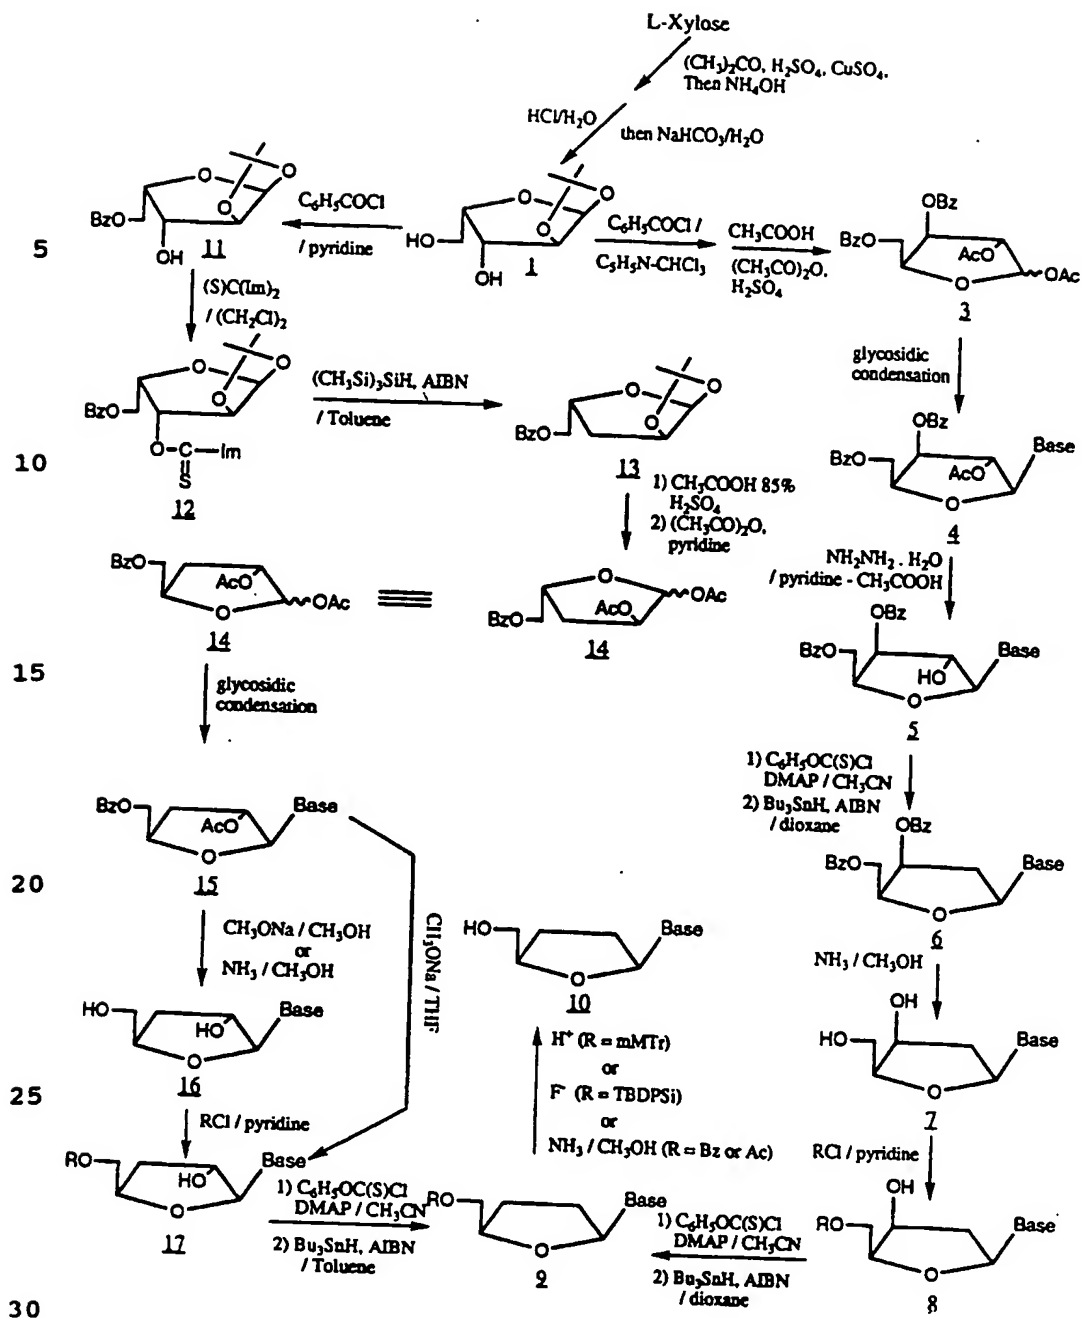 L-Xylose
(CH3)2CO, H2SO4, CuSO4,
Then NH4OH
HCl/H2O
then NaHCO3/H2O
O
O
O
BzO
OH
11
C6H5COCl
/ pyridine
O
O
O
HO
OH
1
C6H5COCl /
C5H5N-CHCl3
CH3COOH
(CH3CO)2O,
H2SO4
OBz
BzO
AcO
O
OAc
3
5
(S)C(Im)2
/ (CH2Cl)2
glycosidic
condensation
O
O
O
BzO
O-C-Im
S
12
(CH3Si)3SiH, AIBN
/ Toluene
O
O
O
BzO
13
OBz
BzO
AcO
O
Base
4
10
1) CH3COOH 85%
H2SO4
2) (CH3CO)2O,
pyridine
NH2NH2 . H2O
/ pyridine - CH3COOH
BzO
AcO
O
OAc
14
O
AcO
OAc
BzO
14
OBz
BzO
HO
O
Base
5
15
glycosidic
condensation
1) C6H5OC(S)Cl
DMAP / CH3CN
2) Bu3SnH, AIBN
/ dioxane
BzO
AcO
O
Base
15
OBz
BzO
O
Base
6
20
CH3ONa / CH3OH
or
NH3 / CH3OH
CH3ONa / THF
HO
O
Base
10
NH3 / CH3OH
HO
HO
O
Base
16
H+ (R = mMTr)
or
F- (R = TBDPSi)
or
NH3 / CH3OH (R = Bz or Ac)
OH
HO
O
Base
7
25
RCl / pyridine
RCl / pyridine
RO
HO
O
Base
17
1) C6H5OC(S)Cl
DMAP / CH3CN
2) Bu3SnH, AIBN
/ Toluene
RO
O
Base
9
1) C6H5OC(S)Cl
DMAP / CH3CN
2) Bu3SnH, AIBN
/ dioxane
OH
RO
O
Base
8
30